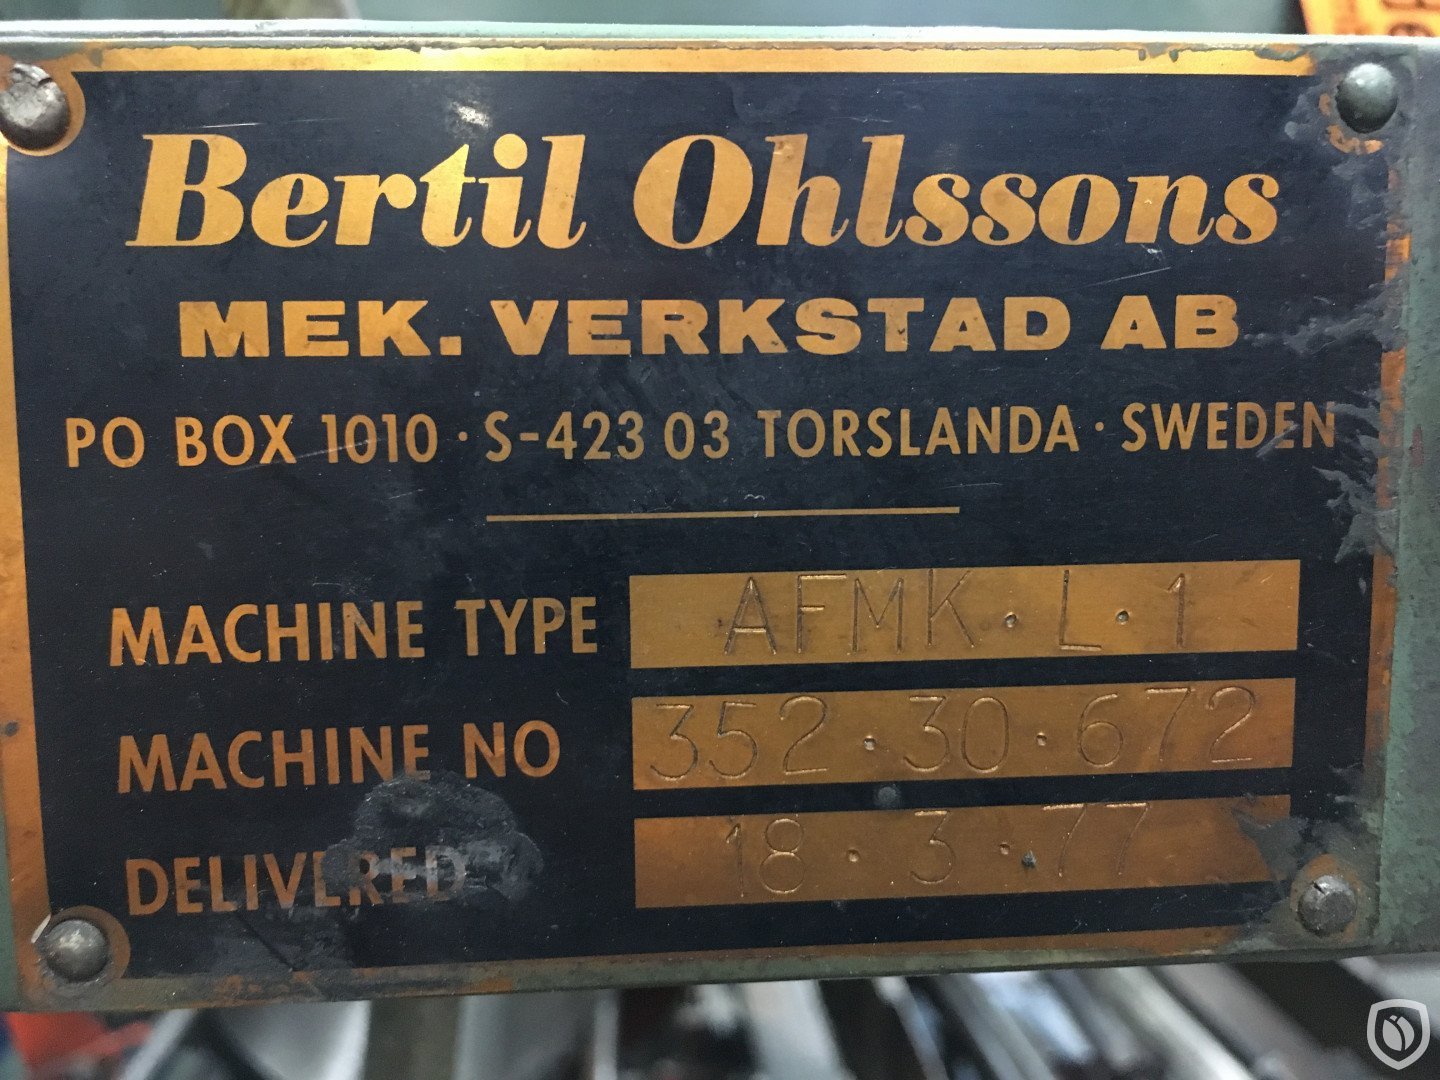 Bertil Ohlssons
MEK. VERKSTAD AB
PO BOX 1010 · S-423 03 TORSLANDA · SWEDEN
MACHINE TYPE AFMK · L · 1
MACHINE NO 352 · 30 · 672
DELIVERED 18 · 3 · 77